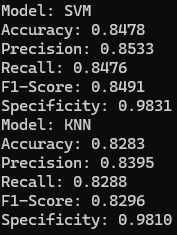 Model: SVM
Accuracy: 0.8478
Precision: 0.8533
Recall: 0.8476
F1-Score: 0.8491
Specificity: 0.9831
Model: KNN
Accuracy: 0.8283
Precision: 0.8395
Recall: 0.8288
F1-Score: 0.8296
Specificity: 0.9810